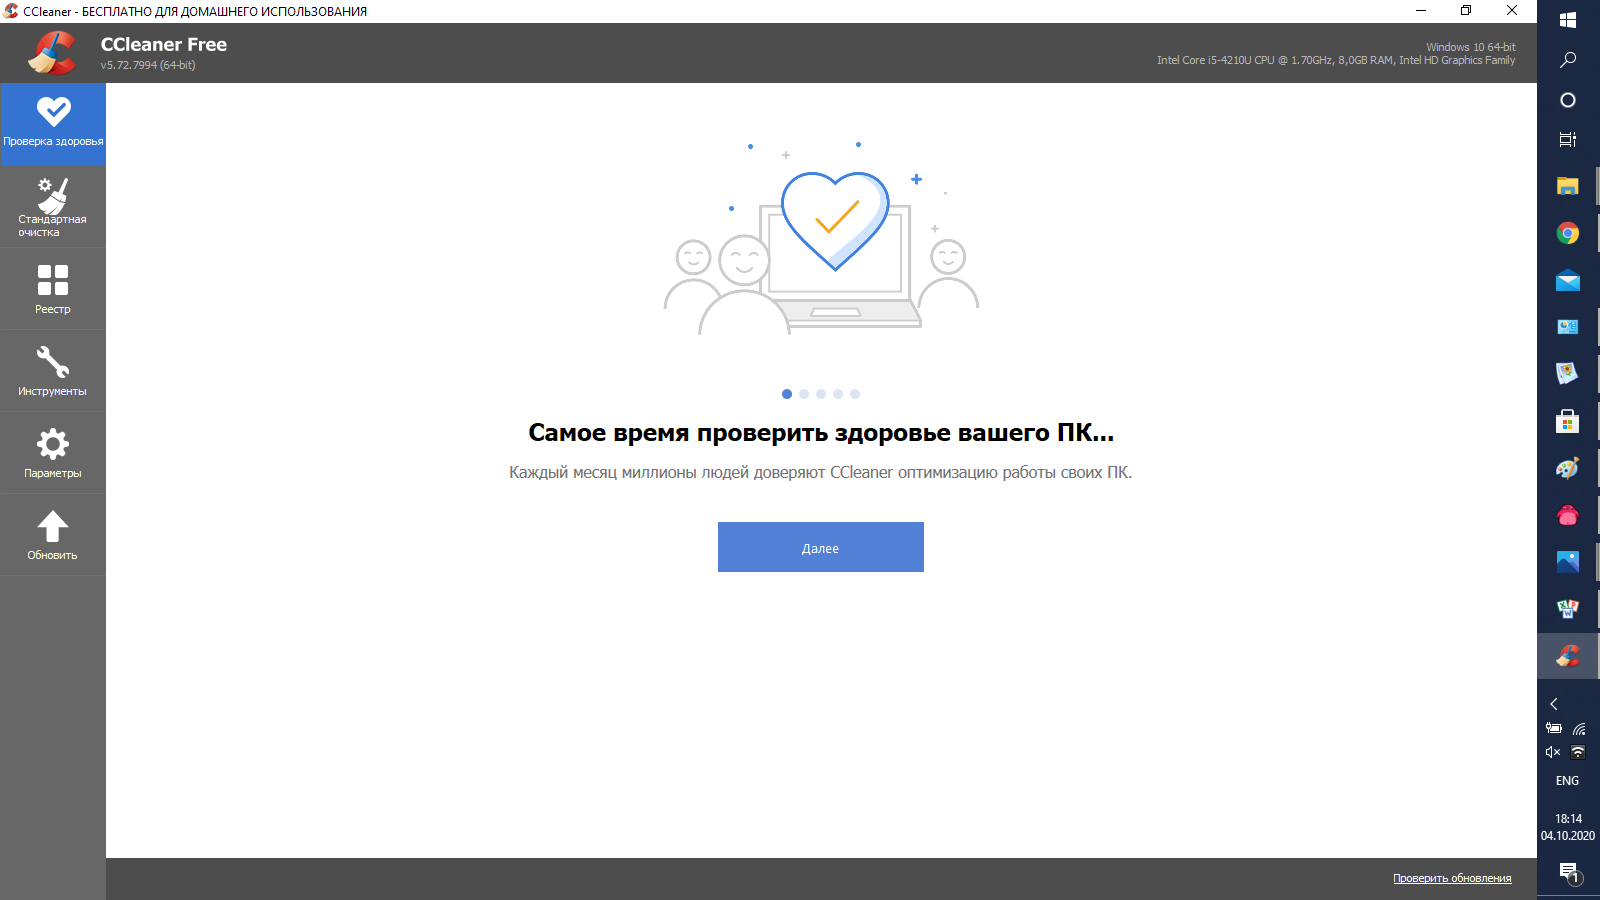 CCleaner - БЕСПЛАТНО ДЛЯ ДОМАШНЕГО ИСПОЛЬЗОВАНИЯ
CCleaner Free
v5.72.7994 (64-bit)
Windows 10 64-bit
Intel Core i5-4210U CPU @ 1.70GHz, 8,0GB RAM, Intel HD Graphics Family
Проверка здоровья
Стандартная
очистка
Реестр
Инструменты
Параметры
Обновить
Самое время проверить здоровье вашего ПК...
Каждый месяц миллионы людей доверяют CCleaner оптимизацию работы своих ПК.
Далее
Проверить обновления
X
P
W
ENG
18:14
04.10.2020
1